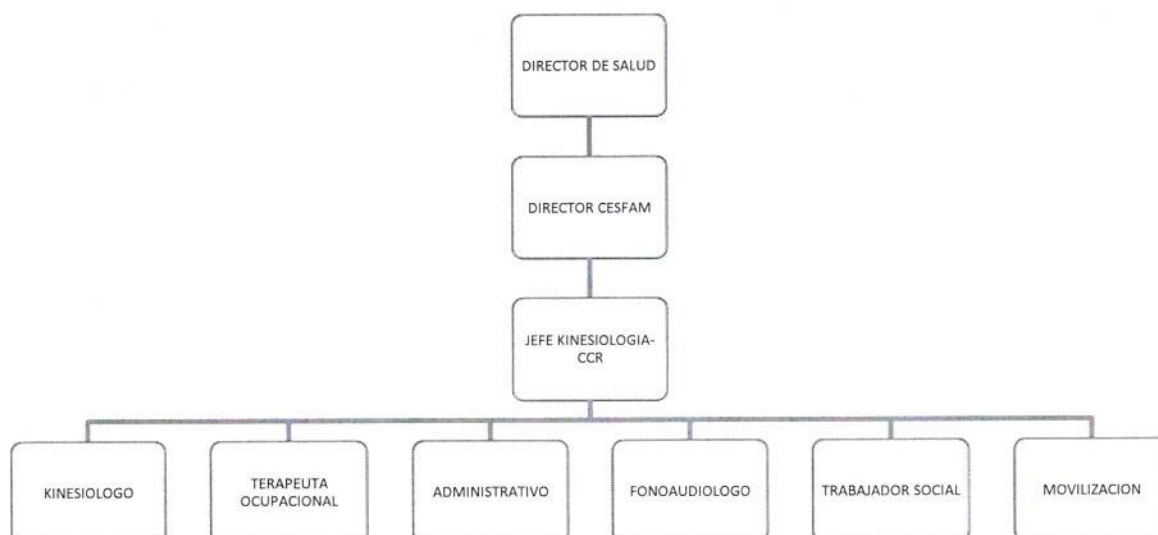 DIRECTOR DE SALUD
DIRECTOR CESFAM
JEFE KINESIOLOGIA-
CCR
KINESIOLOGO
TERAPEUTA
OCUPACIONAL
ADMINISTRATIVO
FONOAUDIOLOGO
TRABAJADOR SOCIAL
MOVILIZACION